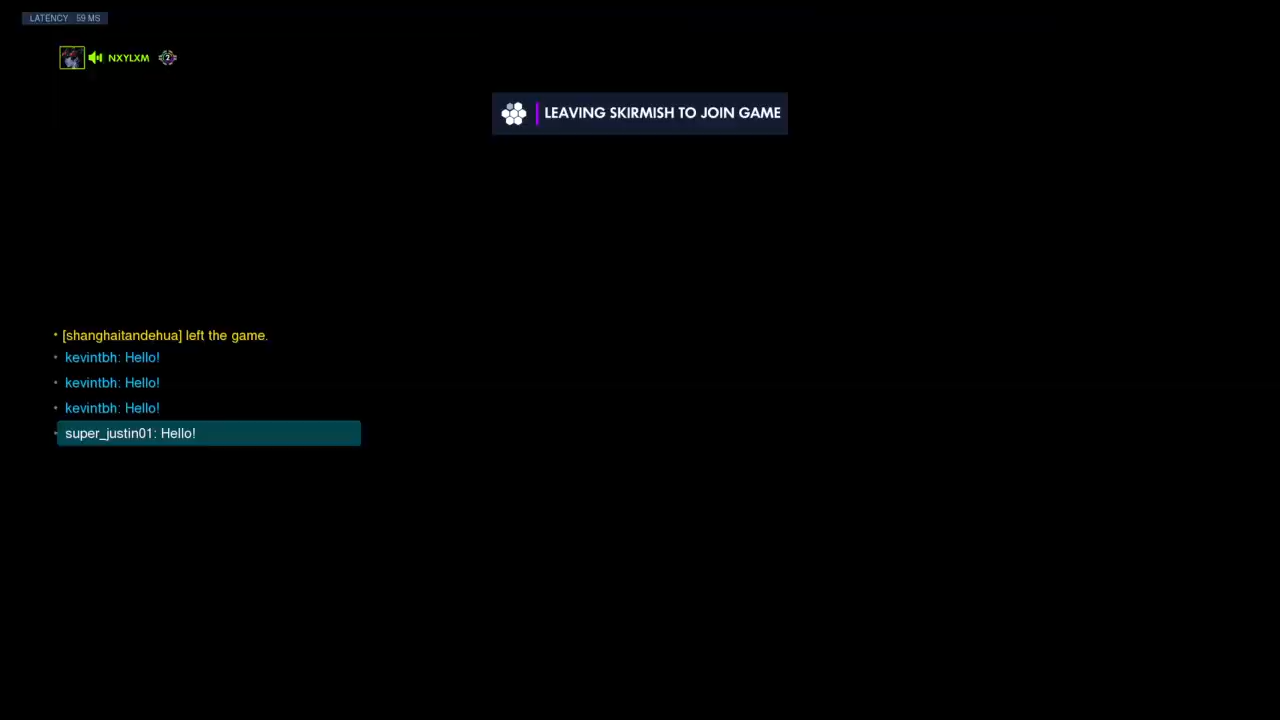 LATENCY 59 MS
NXYLXM 2
LEAVING SKIRMISH TO JOIN GAME
[shanghaitandehua] left the game.
kevintbh: Hello!
kevintbh: Hello!
kevintbh: Hello!
super_justin01: Hello!